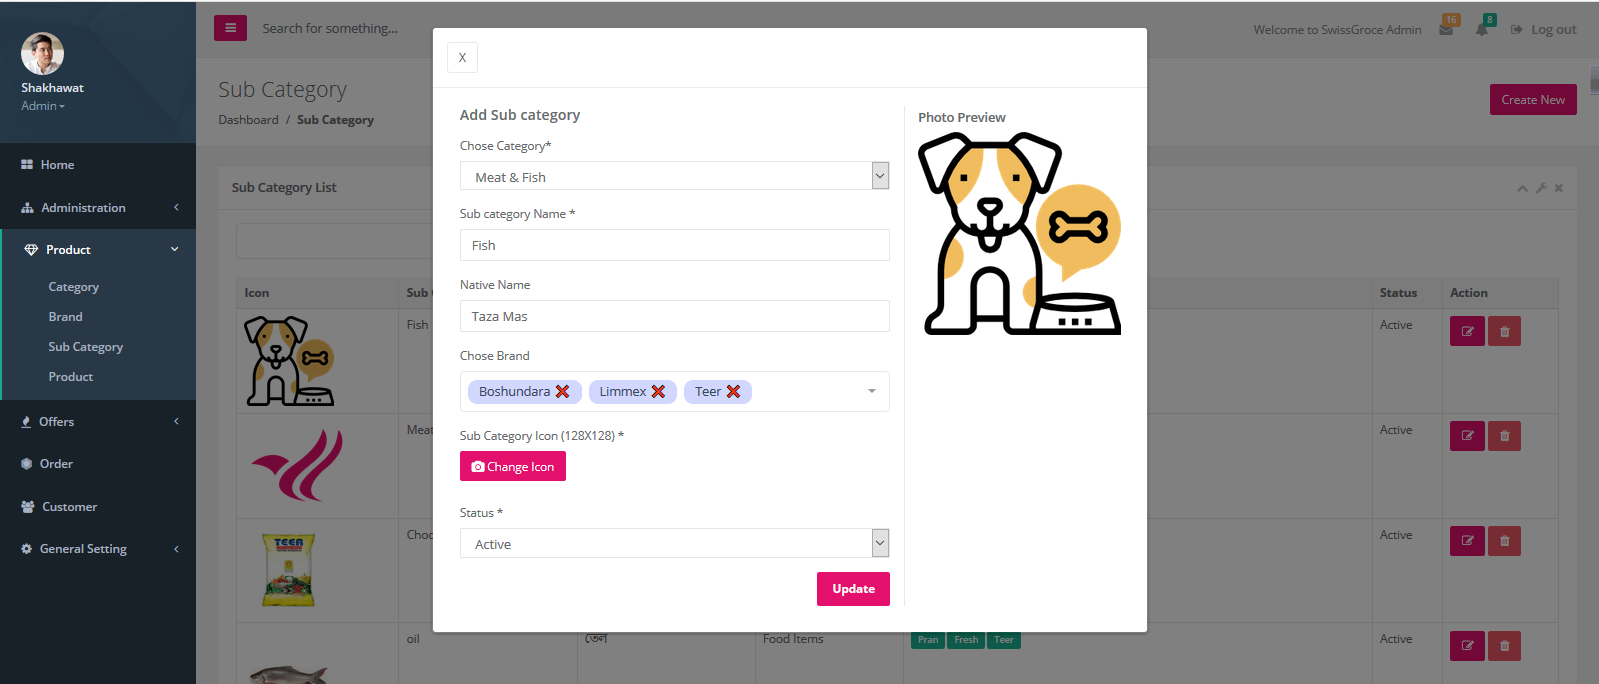 Shakhawat
Admin
Home
Administration
Product
Category
Brand
Sub Category
Product
Offers
Order
Customer
General Setting
Search for something...
Welcome to SwissGroce Admin
16
8
Log out
Sub Category
Dashboard / Sub Category
Create New
Sub Category List
Icon
Status
Action
Fish
Active
Active
TEER
Active
oil
তেল
Food Items
Pran Fresh Teer
Active
X
Add Sub category
Chose Category*
Meat & Fish
Sub category Name *
Fish
Native Name
Taza Mas
Chose Brand
Boshundara Limmex Teer
Sub Category Icon (128X128) *
Change Icon
Status *
Active
Update
Photo Preview